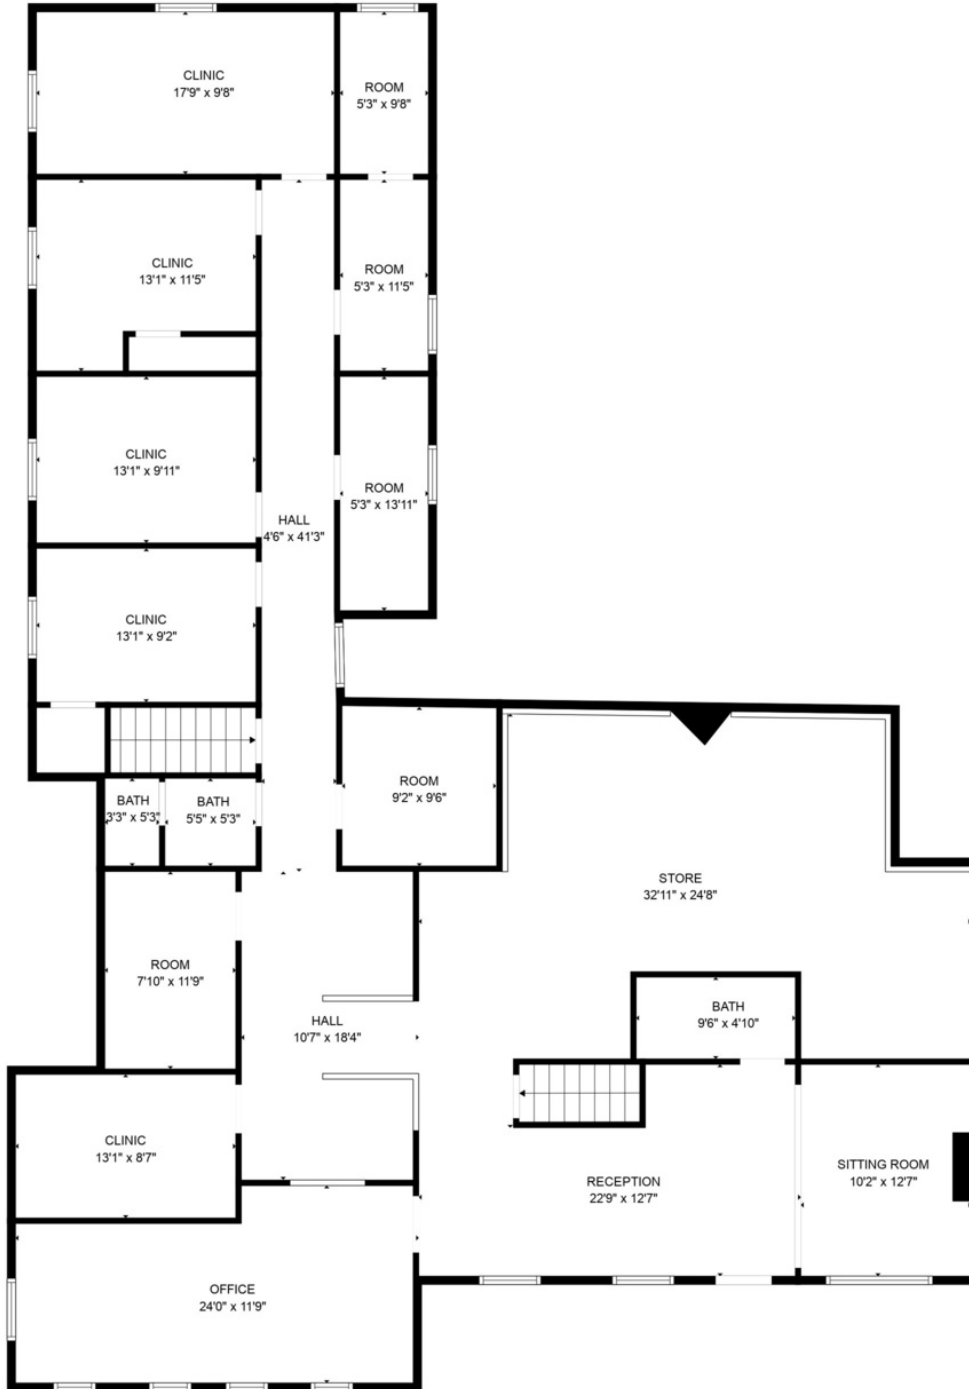 CLINIC
17'9" x 9'8"
ROOM
5'3" x 9'8"
CLINIC
13'1" x 11'5"
ROOM
5'3" x 11'5"
CLINIC
13'1" x 9'11"
ROOM
5'3" x 13'11"
HALL
4'6" x 41'3"
CLINIC
13'1" x 9'2"
ROOM
9'2" x 9'6"
BATH
3'3" x 5'3"
BATH
5'5" x 5'3"
STORE
32'11" x 24'8"
ROOM
7'10" x 11'9"
BATH
9'6" x 4'10"
HALL
10'7" x 18'4"
CLINIC
13'1" x 8'7"
SITTING ROOM
10'2" x 12'7"
RECEPTION
22'9" x 12'7"
OFFICE
24'0" x 11'9"